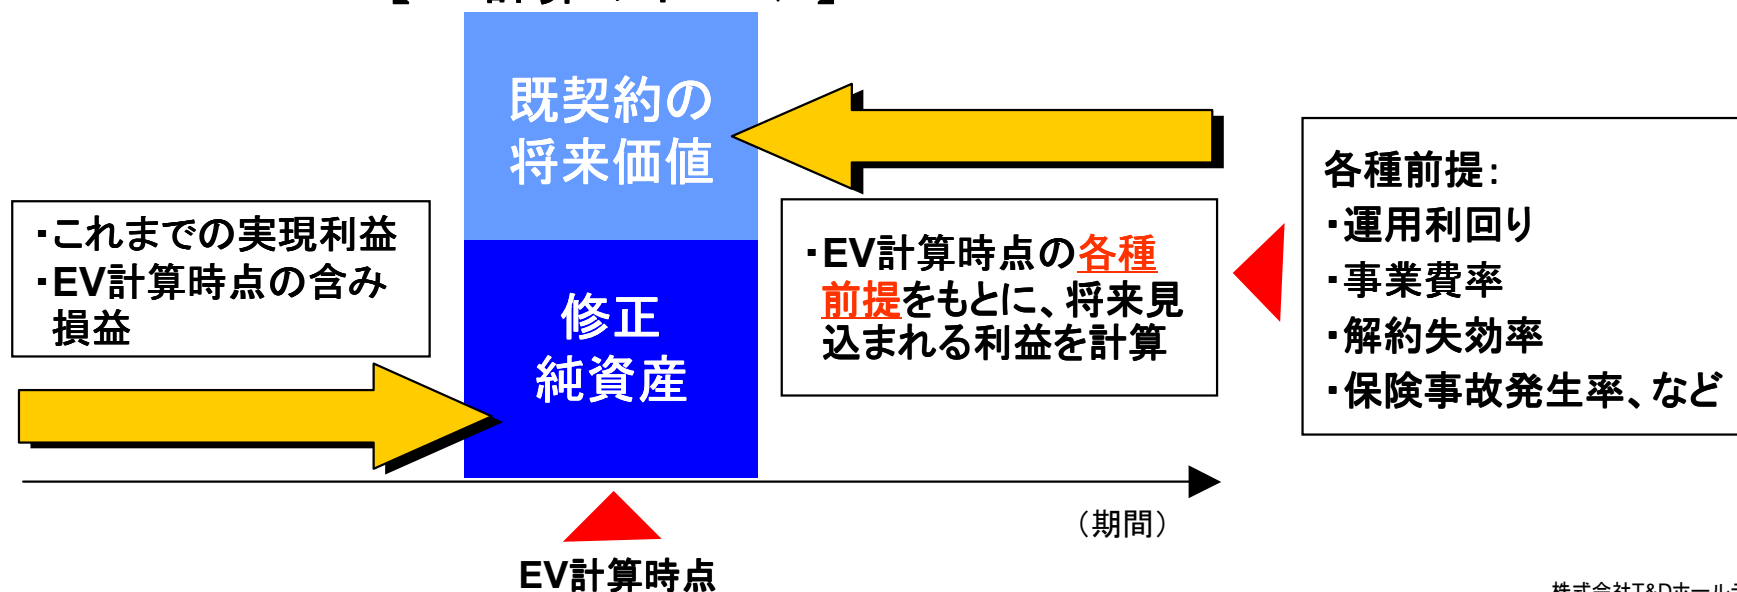 既契約の
将来価値
・これまでの実現利益
・EV計算時点の含み
損益
修正
純資産
・EV計算時点の各種
前提をもとに、将来見
込まれる利益を計算
各種前提:
・運用利回り
・事業費率
・解約失効率
・保険事故発生率、など
(期間)
EV計算時点